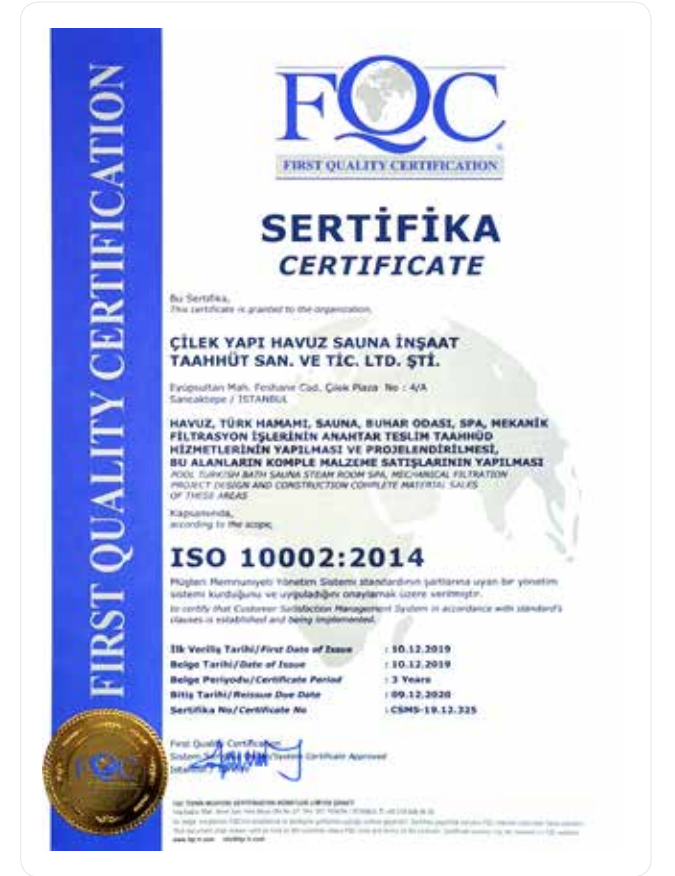 FIRST QUALITY CERTIFICATION
FQC
FIRST QUALITY CERTIFICATION
SERTİFİKA
CERTIFICATE
Bu Sertifika,
This certificate is granted to the organization,
ÇİLEK YAPI HAVUZ SAUNA İNŞAAT
TAAHHÜT SAN. VE TİC. LTD. ŞTİ.
Eyüpsultan Mah. Feshane Cad. Çilek Plaza No : 4/A
Sancaktepe / İSTANBUL
HAVUZ, TÜRK HAMAMI, SAUNA, BUHAR ODASI, SPA, MEKANİK
FİLTRASYON İŞLERİNİN ANAHTAR TESLİM TAAHHÜD
HİZMETLERİNİN YAPILMASI VE PROJELENDİRİLMESİ,
BU ALANLARIN KOMPLE MALZEME SATIŞLARININ YAPILMASI
POOL TURKISH BATH SAUNA STEAM ROOM SPA, MECHANICAL FILTRATION
PROJECT DESIGN AND CONSTRUCTION COMPLETE MATERIAL SALES
OF THESE AREAS
Kapsamında,
according to the scope,
ISO 10002:2014
Müşteri Memnuniyeti Yönetim Sistemi standardının şartlarına uyan bir yönetim
sistemi kurduğunu ve uyguladığını onaylamak üzere verilmiştir.
to certify that Customer Satisfaction Management System in accordance with standard's
clauses is established and being implemented.
İlk Veriliş Tarihi/First Date of Issue : 10.12.2019
Belge Tarihi/Date of Issue : 10.12.2019
Belge Periyodu/Certificate Period : 3 Years
Bitiş Tarihi/Reissue Due Date : 09.12.2020
Sertifika No/Certificate No : CSMS-19.12.325
First Quality Certification
Sistem /System Certificate Approved
FQC